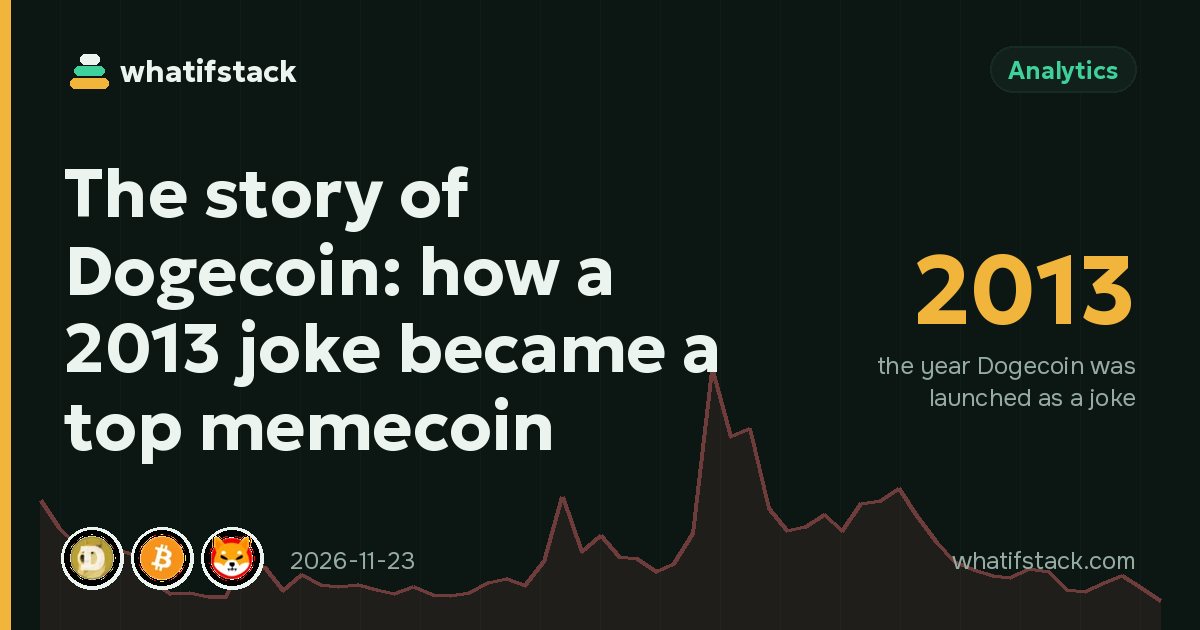 whatifstack
Analytics
The story of
Dogecoin: how a
2013 joke became a
top memecoin
2013
the year Dogecoin was
launched as a joke
2026-11-23
whatifstack.com